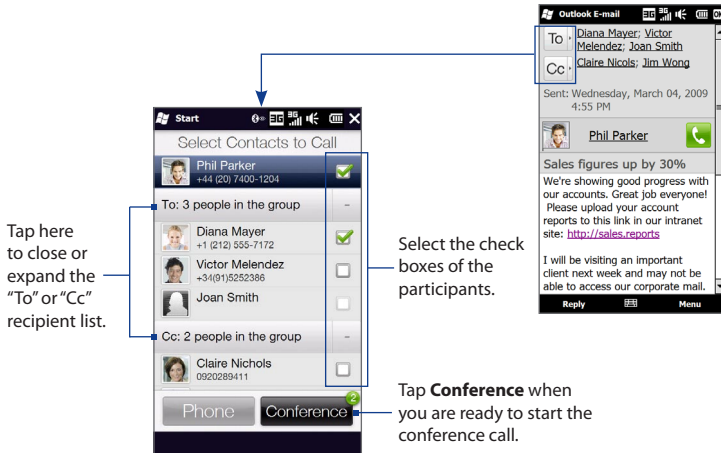 Outlook E-mail
3G 3G OK
To
Diana Mayer; Victor
Melendez; Joan Smith
Cc
Claire Nicols; Jim Wong
Sent: Wednesday, March 04, 2009
4:55 PM
Phil Parker
Sales figures up by 30%
We're showing good progress with
our accounts. Great job everyone!
Please upload your account
reports to this link in our intranet
site: http://sales.reports
I will be visiting an important
client next week and may not be
able to access our corporate mail.
Reply
Menu
Start
3G 3G
Select Contacts to Call
Phil Parker
+44 (20) 7400-1204
To: 3 people in the group
Diana Mayer
+1 (212) 555-7172
Victor Melendez
+34(91)5252386
Joan Smith
Cc: 2 people in the group
Claire Nichols
0920289411
Phone
Conference
2
Tap here
to close or
expand the
“To” or “Cc”
recipient list.
Select the check
boxes of the
participants.
Tap Conference when
you are ready to start the
conference call.